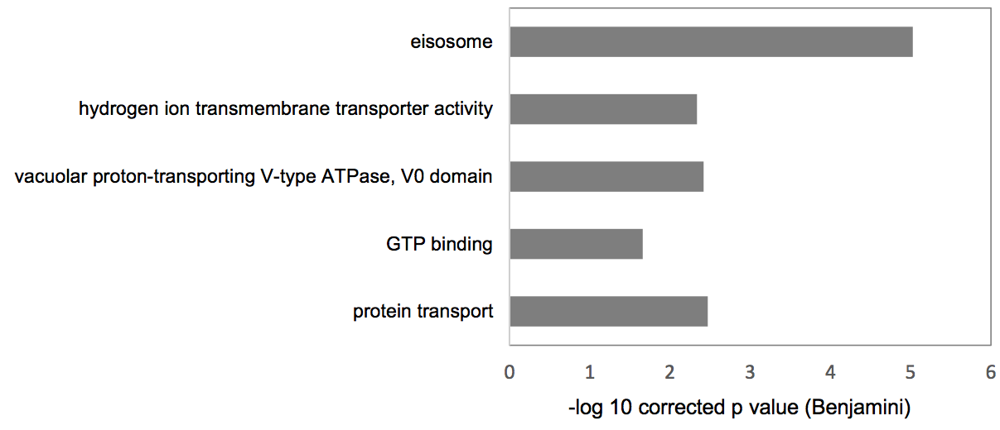 eisosome
hydrogen ion transmembrane transporter activity
vacuolar proton-transporting V-type ATPase, V0 domain
GTP binding
protein transport
0 1 2 3 4 5 6
-log 10 corrected p value (Benjamini)